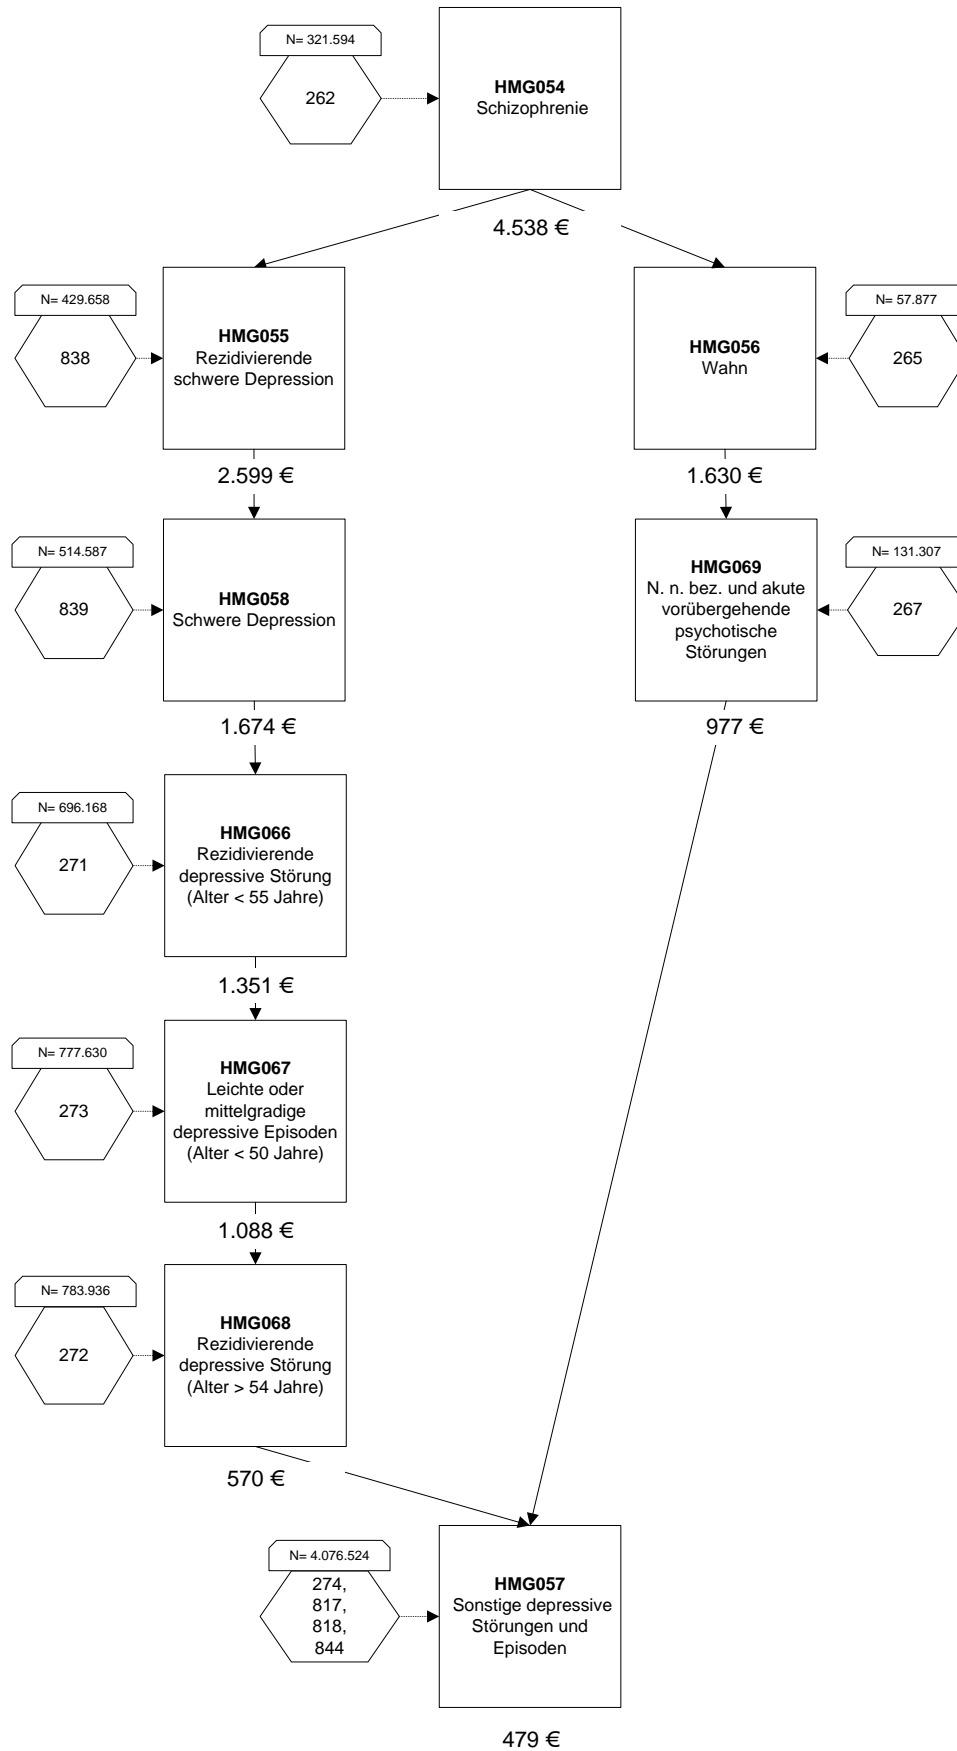 N= 321.594
262
HMG054
Schizophrenie
4.538 €
N= 429.658
838
HMG055
Rezidivierende
schwere Depression
2.599 €
HMG056
Wahn
N= 57.877
265
1.630 €
N= 514.587
839
HMG058
Schwere Depression
1.674 €
HMG069
N. n. bez. und akute
vorübergehende
psychotische
Störungen
N= 131.307
267
977 €
N= 696.168
271
HMG066
Rezidivierende
depressive Störung
(Alter < 55 Jahre)
1.351 €
N= 777.630
273
HMG067
Leichte oder
mittelgradige
depressive Episoden
(Alter < 50 Jahre)
1.088 €
N= 783.936
272
HMG068
Rezidivierende
depressive Störung
(Alter > 54 Jahre)
570 €
N= 4.076.524
274,
817,
818,
844
HMG057
Sonstige depressive
Störungen und
Episoden
479 €